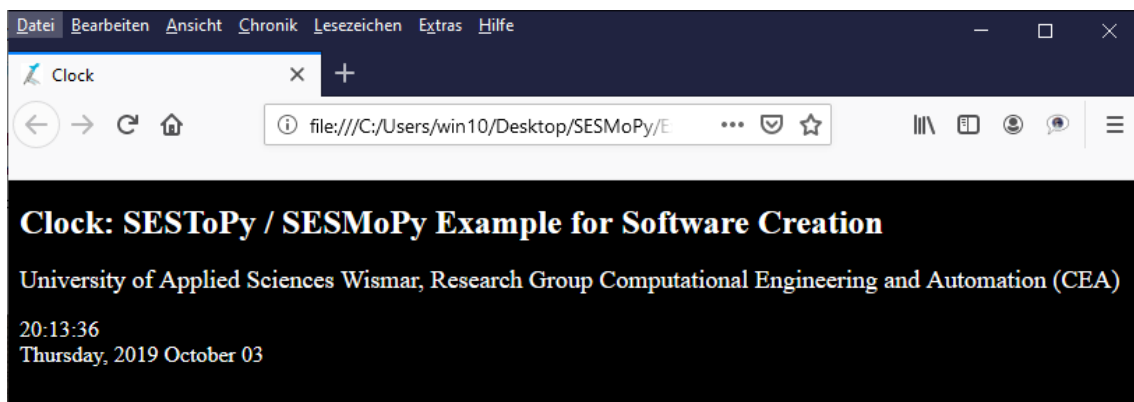 Datei Bearbeiten Ansicht Chronik Lesezeichen Extras Hilfe
Clock
file:///C:/Users/win10/Desktop/SESMoPy/E
Clock: SESToPy / SESMoPy Example for Software Creation
University of Applied Sciences Wismar, Research Group Computational Engineering and Automation (CEA)
20:13:36
Thursday, 2019 October 03